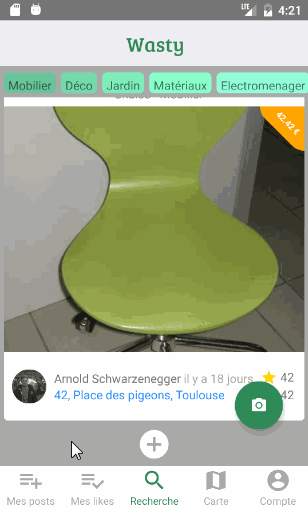 4:21
Wasty
Mobilier Déco Jardin Matériaux Electromenager
42.42 €
Arnold Schwarzenegger il y a 18 jours 42
42, Place des pigeons, Toulouse 42
Mes posts Mes likes Recherche Carte Compte